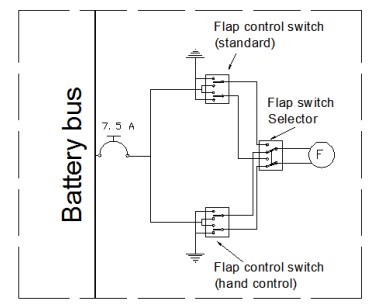 Flap control switch
(standard)
Flap switch
Selector
Battery bus
7.5 A
F
Flap control switch
(hand control)